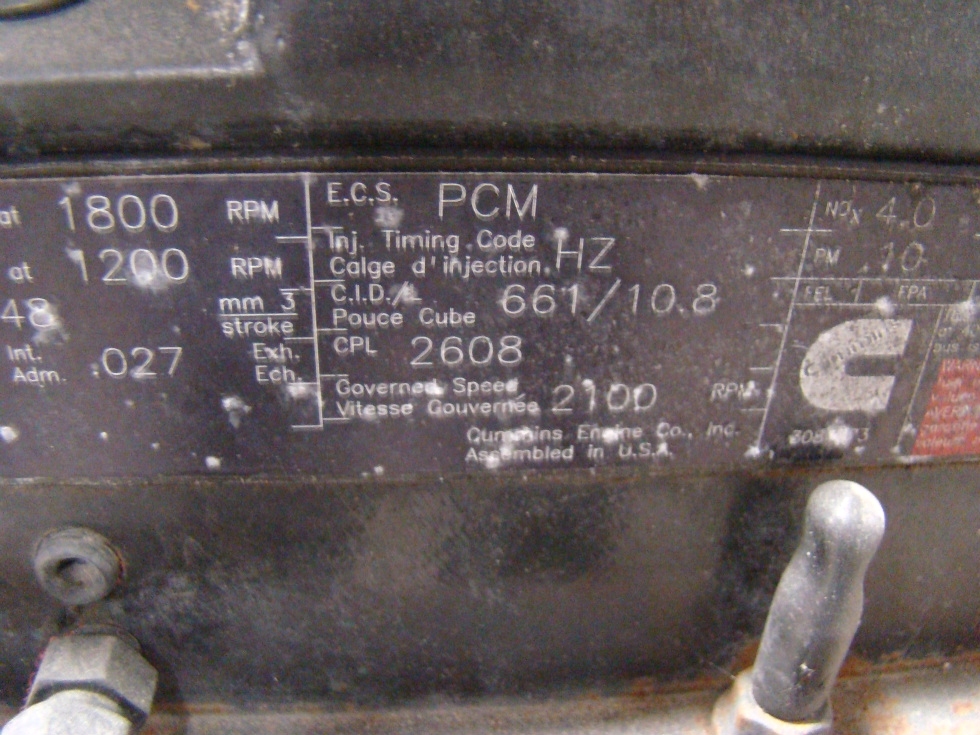 at 1800 RPM
at 1200 RPM
48 mm 3
stroke
Int.
Adm. .027 Exh.
Ech.
E.C.S. PCM
Inj. Timing Code
Calge d'injection. HZ
C.I.D./L
Pouce Cube 661/10.8
CPL 2608
Governed Speed
Vitesse Gouvernée 2100 RPM
Cummins Engine Co., Inc.
Assembled in U.S.A.
NOx 4.0
PM .10
FEL EPA
Cummins